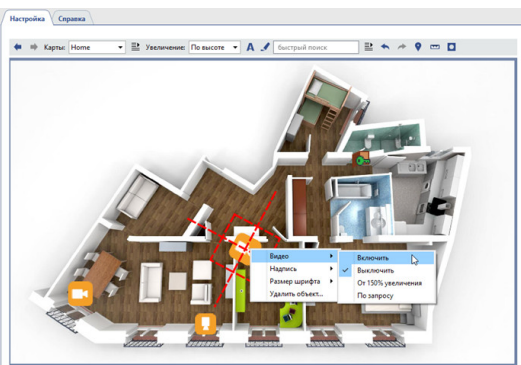 Настройка Справка
Карты: Home Увеличение: По высоте A быстрый поиск
Видео
Надпись
Размер шрифта
Удалить объект...
Включить
Выключить
От 150% увеличения
По запросу